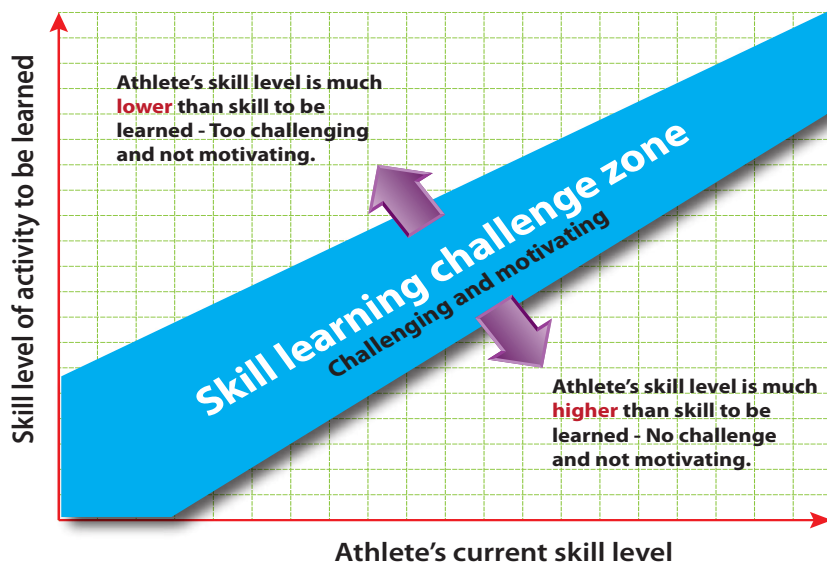 Skill level of activity to be learned
Athlete's skill level is much
lower than skill to be
learned - Too challenging
and not motivating.
Skill learning challenge zone
Challenging and motivating
Athlete's skill level is much
higher than skill to be
learned - No challenge
and not motivating.
Athlete's current skill level